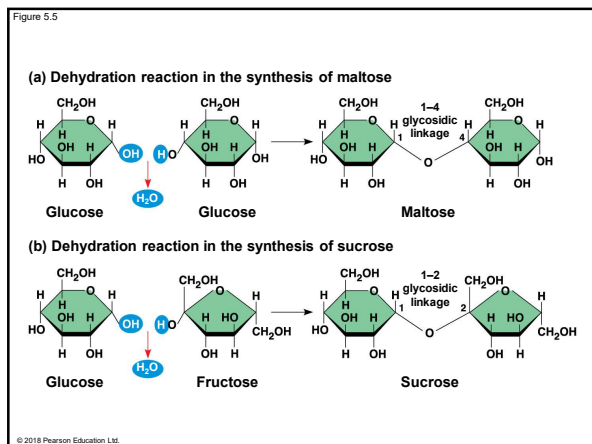 Figure 5.5
(a) Dehydration reaction in the synthesis of maltose
CH₂OH CH₂OH CH₂OH 1–4 glycosidic linkage CH₂OH
H O H H O H H O H H O H
H H 1 4 H
HO OH H OH HO OH H OH HO OH H O OH H OH
H OH H OH H OH H OH
H₂O
Glucose Glucose Maltose
(b) Dehydration reaction in the synthesis of sucrose
CH₂OH CH₂OH CH₂OH 1–2 glycosidic linkage CH₂OH
H O H O H H O H O H
H H 1 2
HO OH H OH HO H HO CH₂OH HO OH H O H HO CH₂OH
H OH OH H H OH OH H
H₂O
Glucose Fructose Sucrose
© 2018 Pearson Education Ltd.